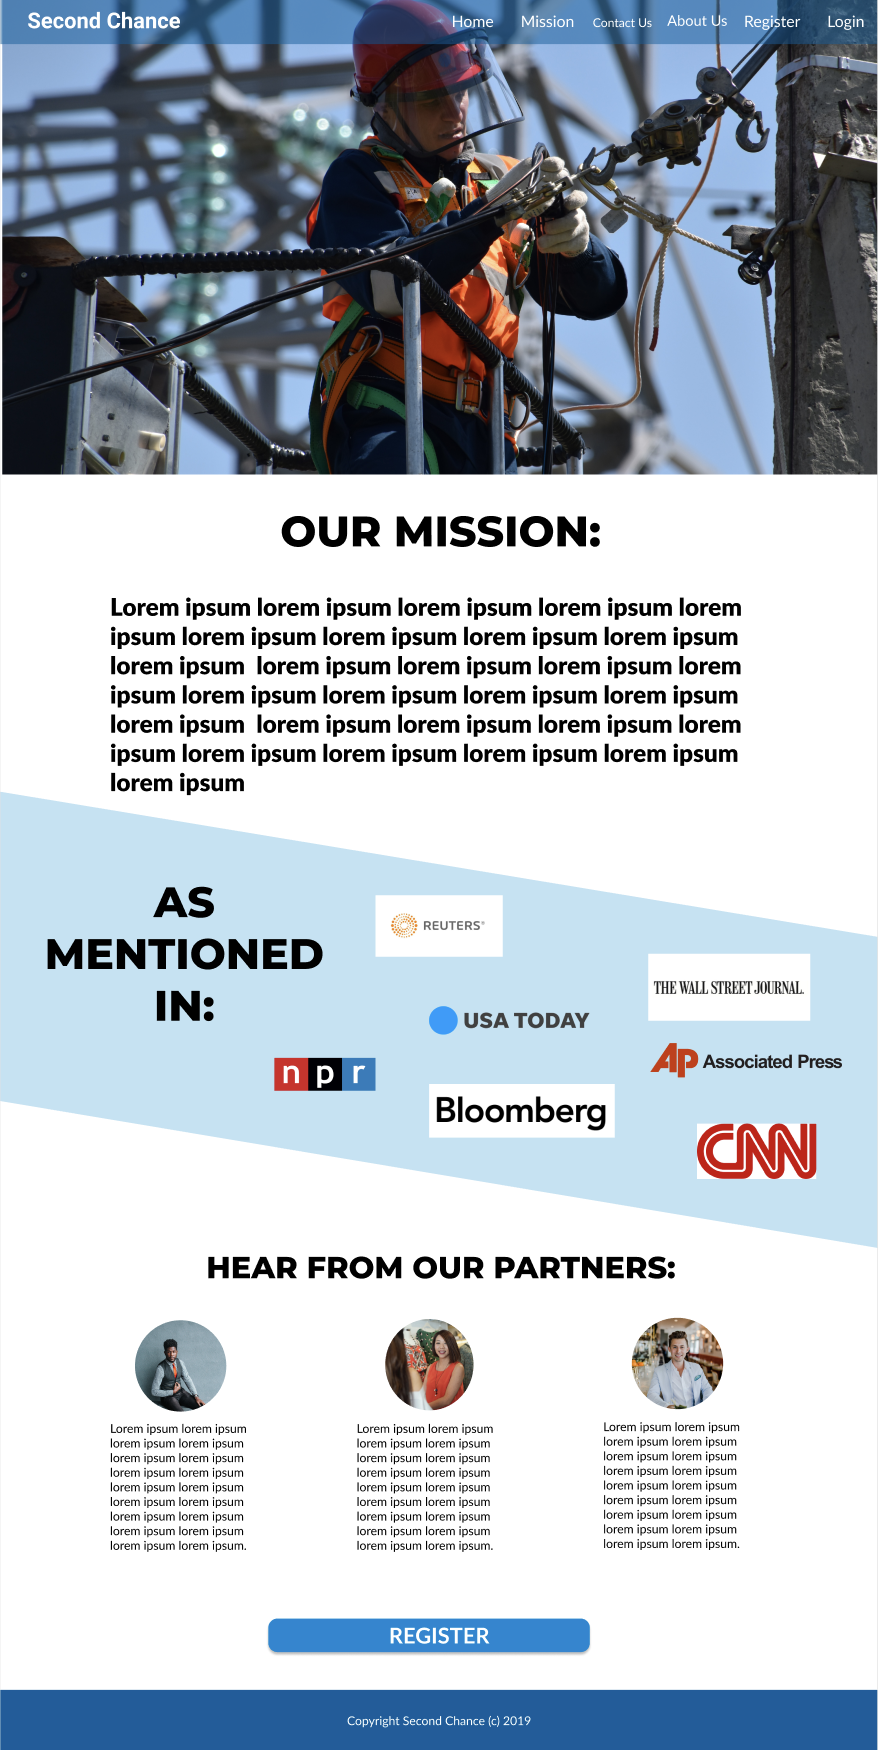 Second Chance
Home Mission Contact Us About Us Register Login
OUR MISSION:
Lorem ipsum lorem ipsum lorem ipsum lorem ipsum lorem
ipsum lorem ipsum lorem ipsum lorem ipsum lorem ipsum
lorem ipsum  lorem ipsum lorem ipsum lorem ipsum lorem
ipsum lorem ipsum lorem ipsum lorem ipsum lorem ipsum
lorem ipsum  lorem ipsum lorem ipsum lorem ipsum lorem
ipsum lorem ipsum lorem ipsum lorem ipsum lorem ipsum
lorem ipsum
AS
MENTIONED
IN:
REUTERS®
THE WALL STREET JOURNAL.
USA TODAY
AP Associated Press
npr
Bloomberg
CNN
HEAR FROM OUR PARTNERS:
Lorem ipsum lorem ipsum
lorem ipsum lorem ipsum
lorem ipsum lorem ipsum
lorem ipsum lorem ipsum
lorem ipsum lorem ipsum
lorem ipsum lorem ipsum
lorem ipsum lorem ipsum
lorem ipsum lorem ipsum
lorem ipsum lorem ipsum.
Lorem ipsum lorem ipsum
lorem ipsum lorem ipsum
lorem ipsum lorem ipsum
lorem ipsum lorem ipsum
lorem ipsum lorem ipsum
lorem ipsum lorem ipsum
lorem ipsum lorem ipsum
lorem ipsum lorem ipsum
lorem ipsum lorem ipsum.
Lorem ipsum lorem ipsum
lorem ipsum lorem ipsum
lorem ipsum lorem ipsum
lorem ipsum lorem ipsum
lorem ipsum lorem ipsum
lorem ipsum lorem ipsum
lorem ipsum lorem ipsum
lorem ipsum lorem ipsum
lorem ipsum lorem ipsum.
REGISTER
Copyright Second Chance (c) 2019